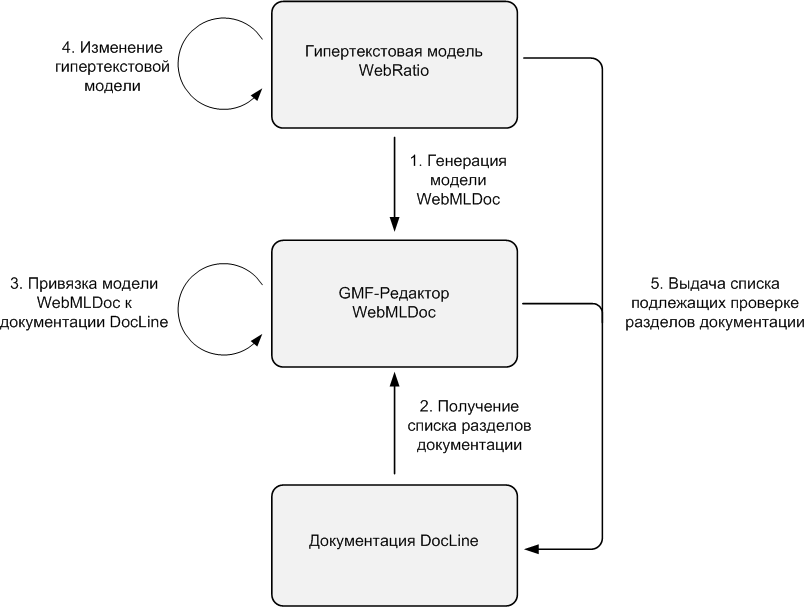 4. Изменение
гипертекстовой
модели
Гипертекстовая модель
WebRatio
1. Генерация
модели
WebMLDoc
3. Привязка модели
WebMLDoc к
документации DocLine
GMF-Редактор
WebMLDoc
5. Выдача списка
подлежащих проверке
разделов документации
2. Получение
списка разделов
документации
Документация DocLine